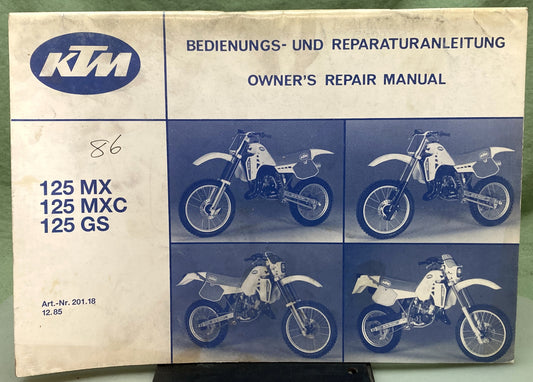 KTM
BEDIENUNGS- UND REPARATURANLEITUNG
OWNER'S REPAIR MANUAL
86
125 MX
125 MXC
125 GS
Art.-Nr. 201.18
12.85